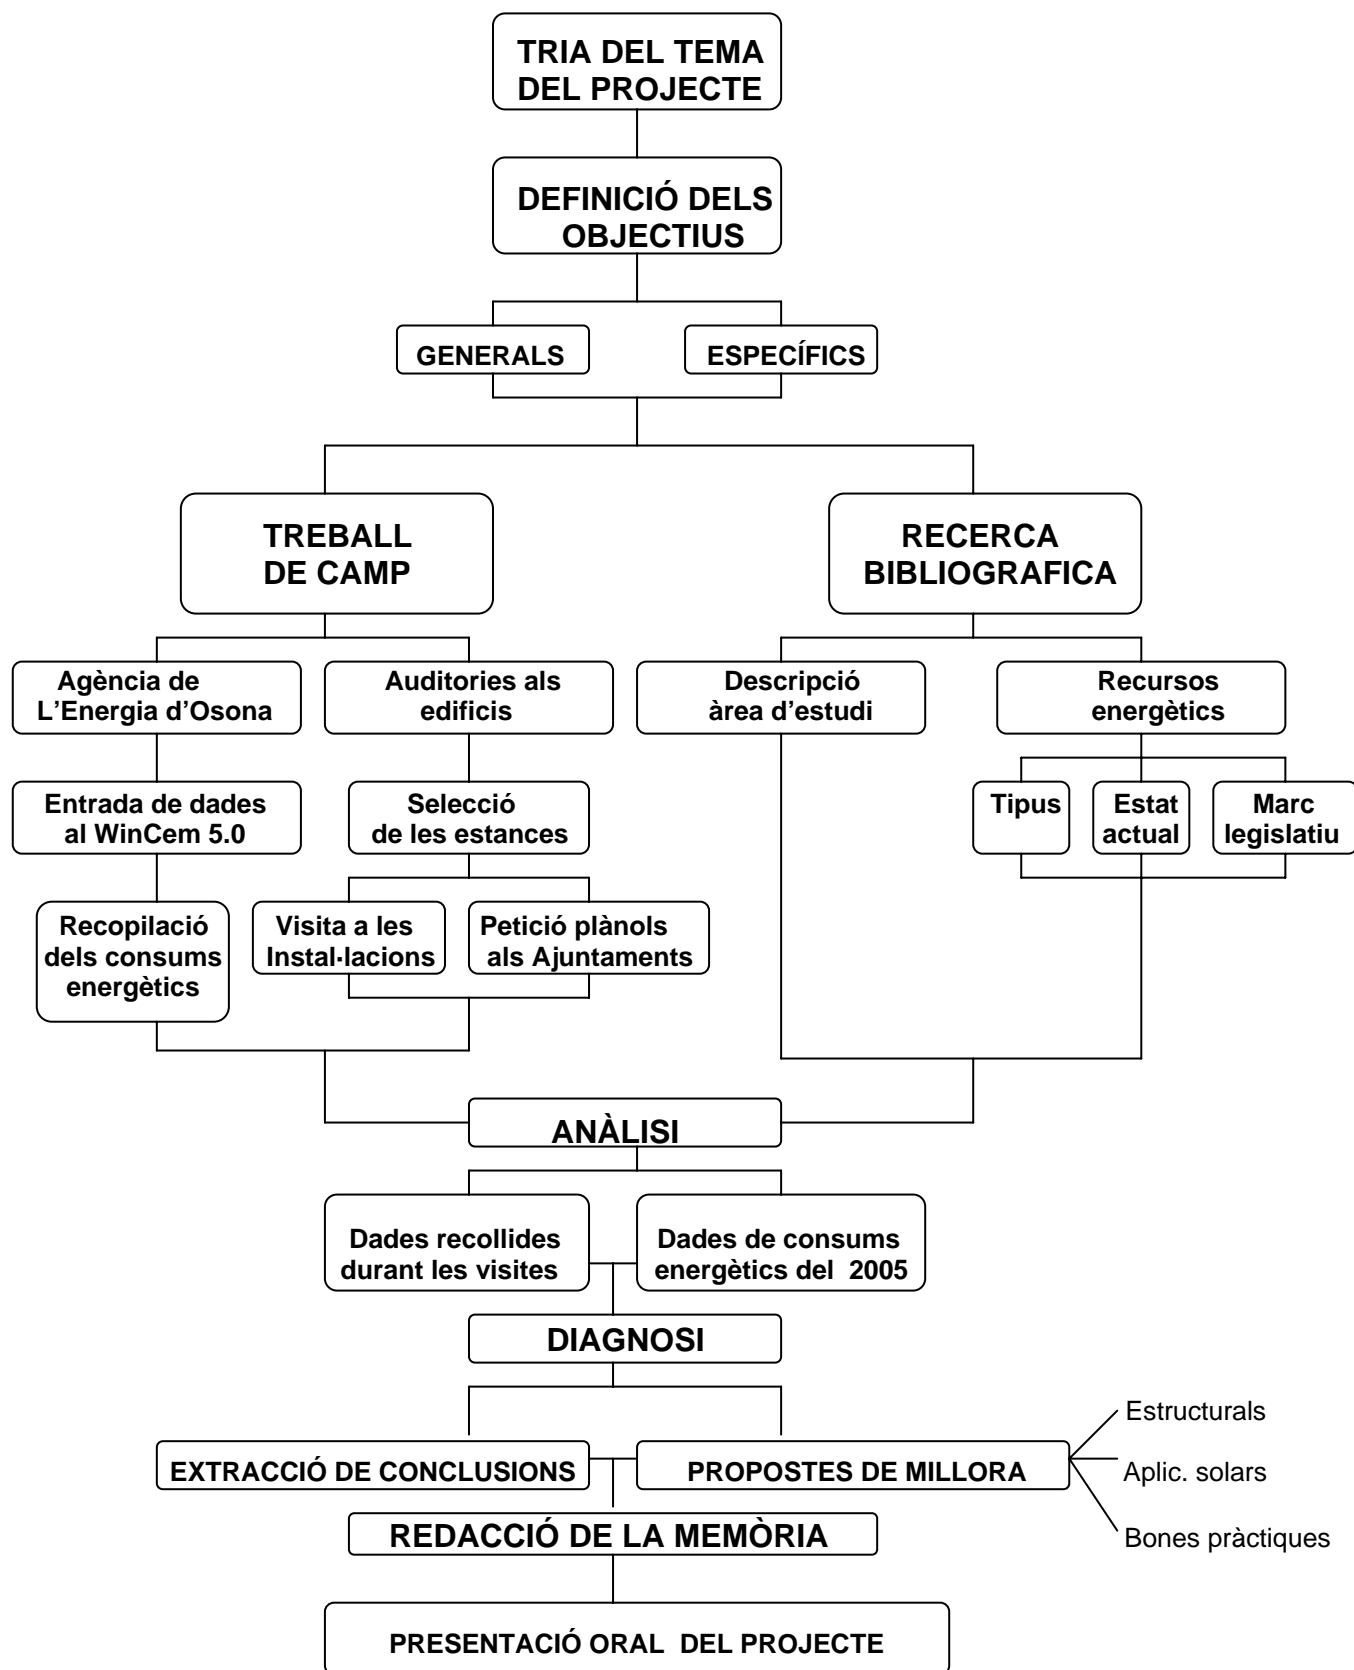 TRIA DEL TEMA
DEL PROJECTE
DEFINICIÓ DELS
OBJECTIUS
GENERALS
ESPECÍFICS
TREBALL
DE CAMP
RECERCA
BIBLIOGRAFICA
Agència de
L’Energia d’Osona
Auditories als
edificis
Descripció
àrea d’estudi
Recursos
energètics
Entrada de dades
al WinCem 5.0
Selecció
de les estances
Tipus
Estat
actual
Marc
legislatiu
Recopilació
dels consums
energètics
Visita a les
Instal·lacions
Petició plànols
als Ajuntaments
ANÀLISI
Dades recollides
durant les visites
Dades de consums
energètics del 2005
DIAGNOSI
EXTRACCIÓ DE CONCLUSIONS
PROPOSTES DE MILLORA
Estructurals
Aplic. solars
Bones pràctiques
REDACCIÓ DE LA MEMÒRIA
PRESENTACIÓ ORAL DEL PROJECTE